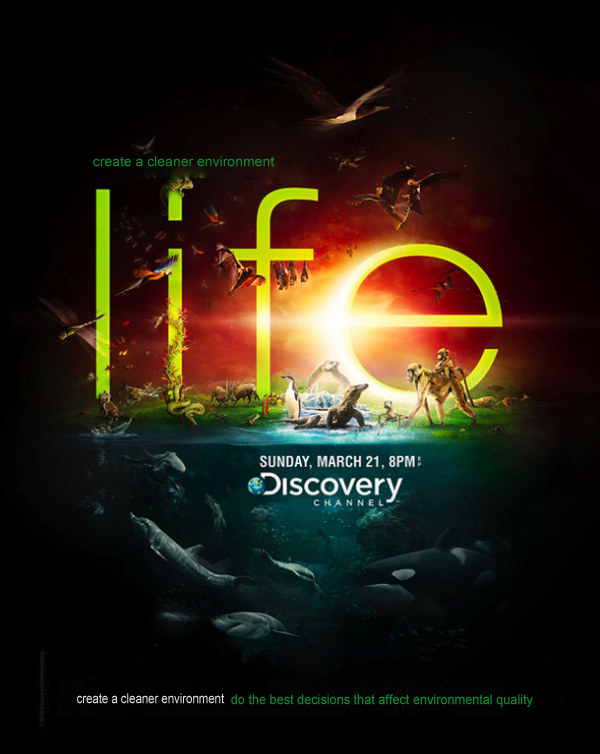 create a cleaner environment
life
SUNDAY, MARCH 21, 8PM
Discovery
CHANNEL
create a cleaner environment do the best decisions that affect environmental quality